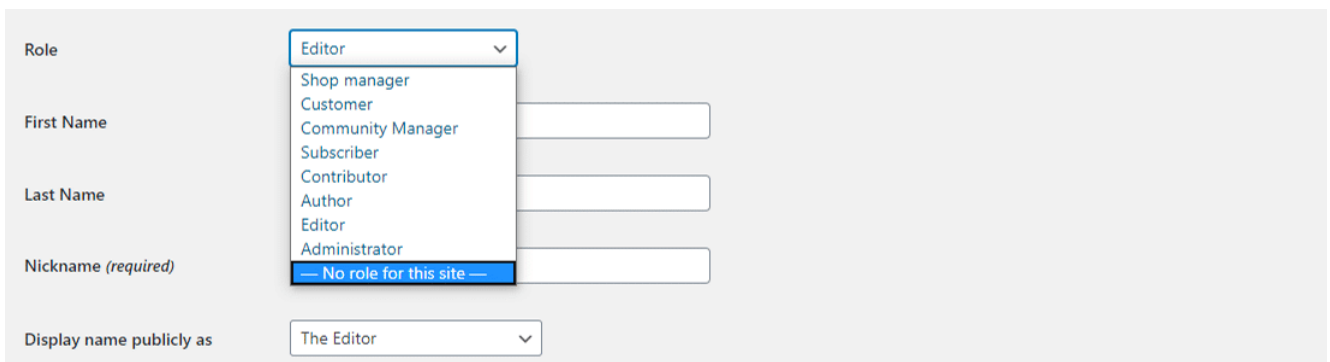 Role
Editor
Shop manager
Customer
Community Manager
Subscriber
Contributor
Author
Editor
Administrator
— No role for this site —
First Name
Last Name
Nickname (required)
Display name publicly as
The Editor